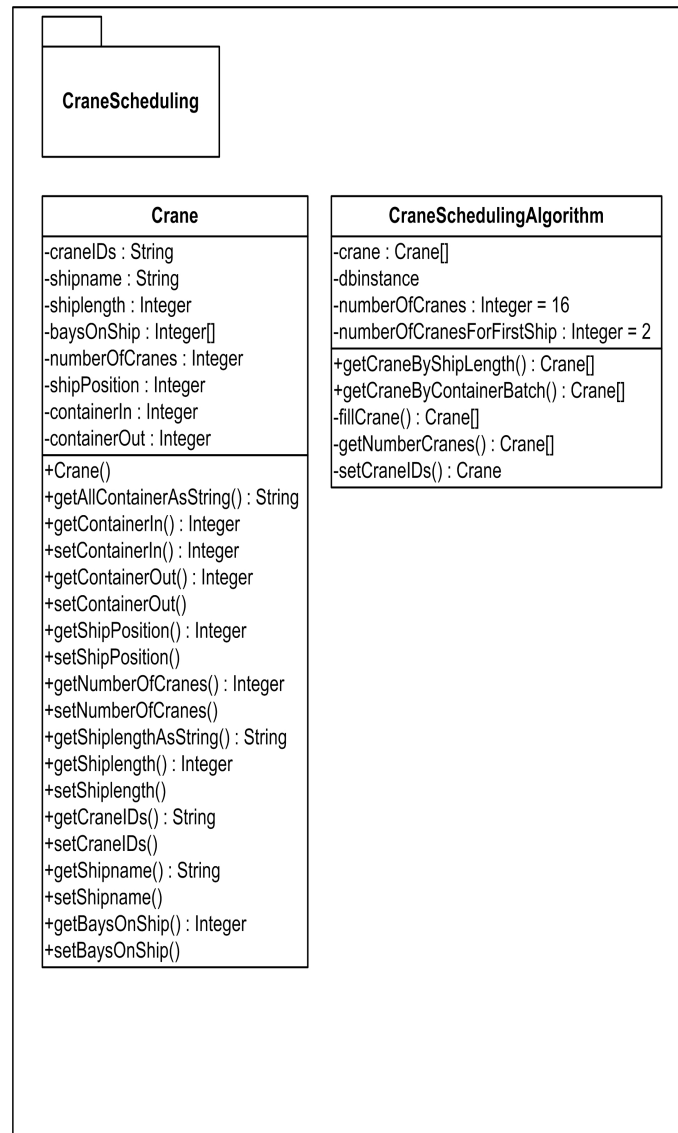 CraneScheduling
Crane
-craneIDs : String
-shipname : String
-shiplength : Integer
-baysOnShip : Integer[]
-numberOfCranes : Integer
-shipPosition : Integer
-containerIn : Integer
-containerOut : Integer
+Crane()
+getAllContainerAsString() : String
+getContainerIn() : Integer
+setContainerIn() : Integer
+getContainerOut() : Integer
+setContainerOut()
+getShipPosition() : Integer
+setShipPosition()
+getNumberOfCranes() : Integer
+setNumberOfCranes()
+getShiplengthAsString() : String
+getShiplength() : Integer
+setShiplength()
+getCraneIDs() : String
+setCraneIDs()
+getShipname() : String
+setShipname()
+getBaysOnShip() : Integer
+setBaysOnShip()
CraneSchedulingAlgorithm
-crane : Crane[]
-dbinstance
-numberOfCranes : Integer = 16
-numberOfCranesForFirstShip : Integer = 2
+getCraneByShipLength() : Crane[]
+getCraneByContainerBatch() : Crane[]
-fillCrane() : Crane[]
-getNumberCranes() : Crane[]
-setCraneIDs() : Crane